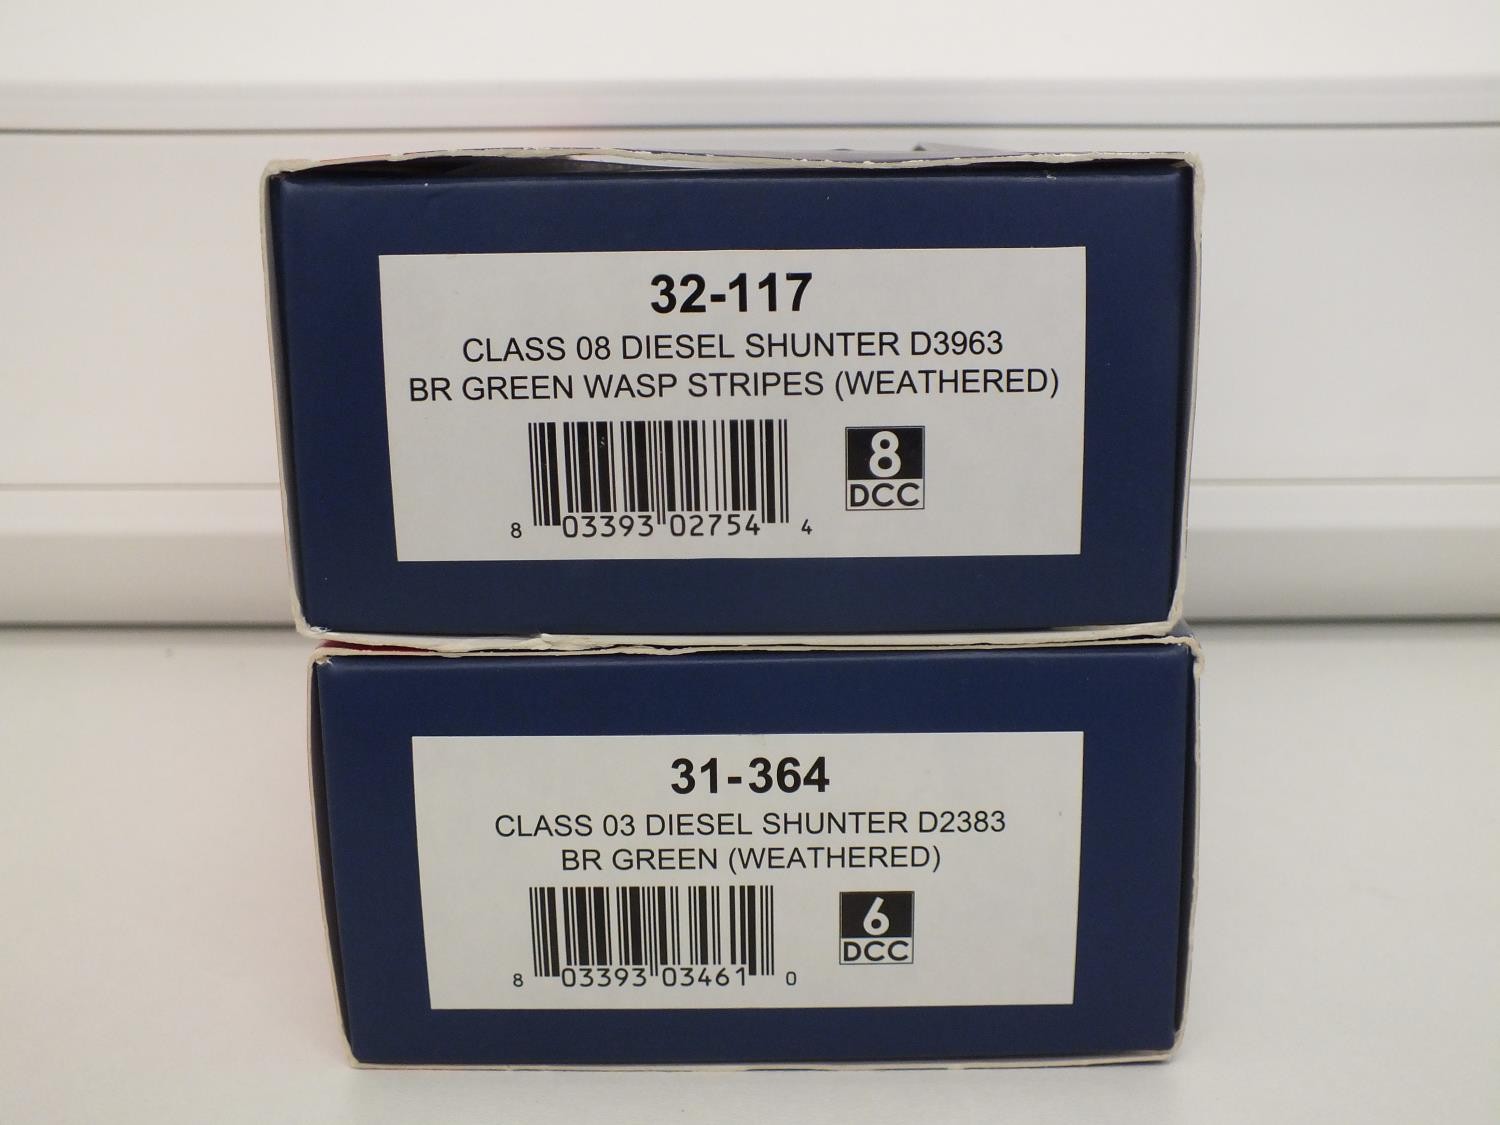 32-117
CLASS 08 DIESEL SHUNTER D3963
BR GREEN WASP STRIPES (WEATHERED)
8 03393 02754 4
8
DCC
31-364
CLASS 03 DIESEL SHUNTER D2383
BR GREEN (WEATHERED)
8 03393 03461 0
6
DCC